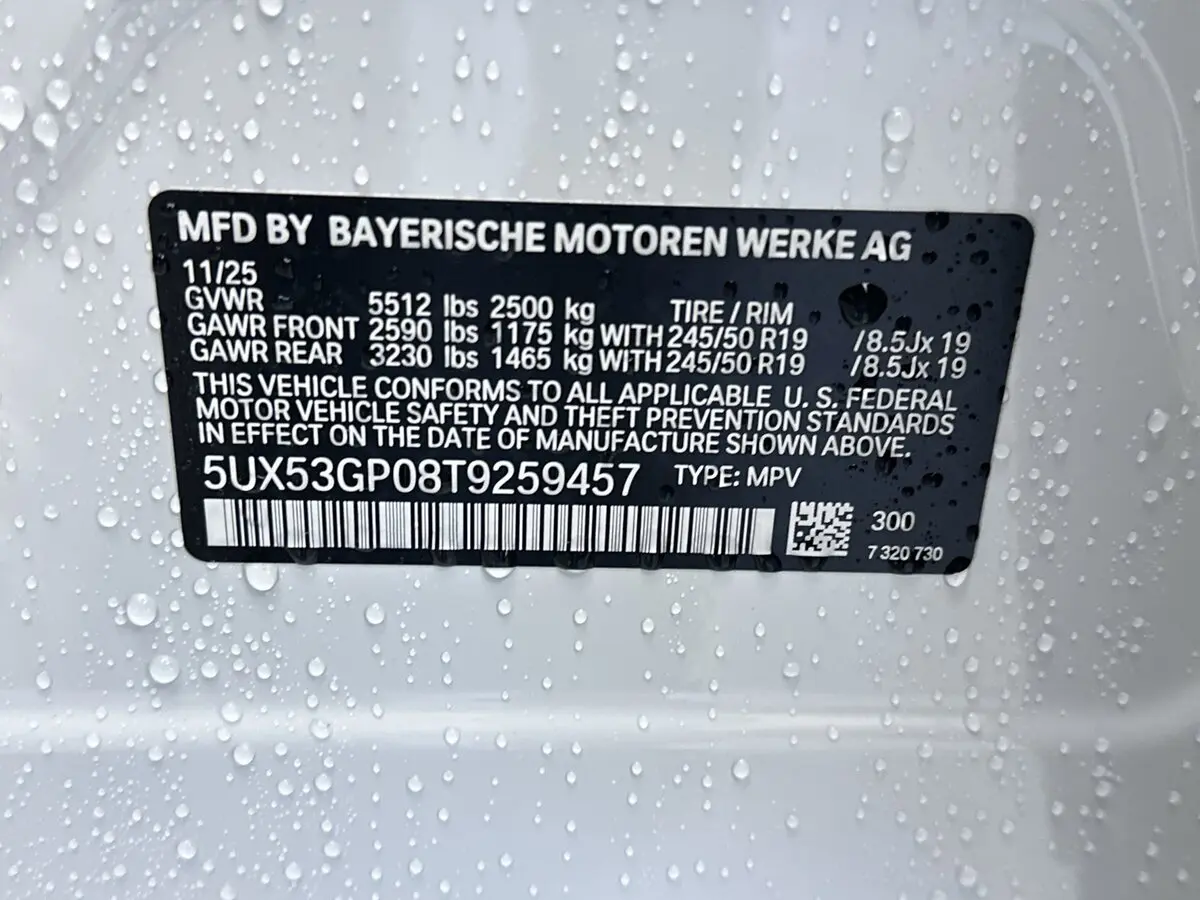 MFD BY BAYERISCHE MOTOREN WERKE AG
11/25
GVWR 5512 lbs 2500 kg TIRE / RIM
GAWR FRONT 2590 lbs 1175 kg WITH 245/50 R19 /8.5Jx 19
GAWR REAR 3230 lbs 1465 kg WITH 245/50 R19 /8.5Jx 19
THIS VEHICLE CONFORMS TO ALL APPLICABLE U. S. FEDERAL
MOTOR VEHICLE SAFETY AND THEFT PREVENTION STANDARDS
IN EFFECT ON THE DATE OF MANUFACTURE SHOWN ABOVE.
5UX53GP08T9259457 TYPE: MPV
300
7 320 730